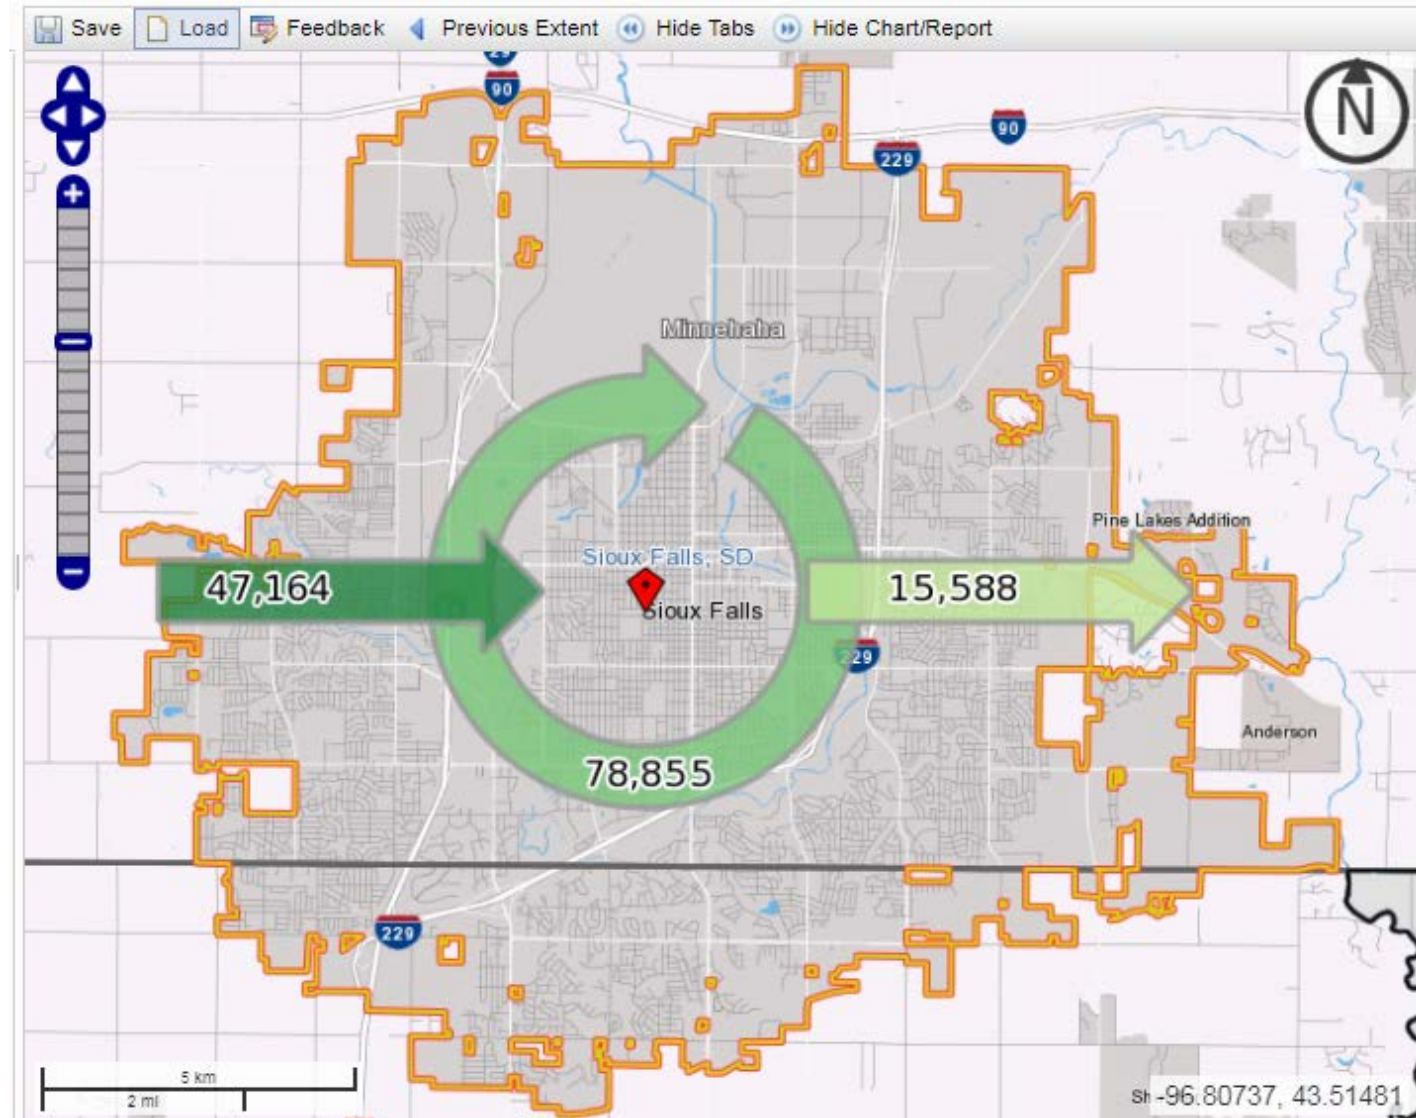 Save Load Feedback Previous Extent Hide Tabs Hide Chart/Report
90
N
90
229
Minnehaha
Pine Lakes Addition
Sioux Falls, SD
47,164
15,588
Sioux Falls
229
Anderson
78,855
229
5 km
2 mi
-96.80737, 43.51481